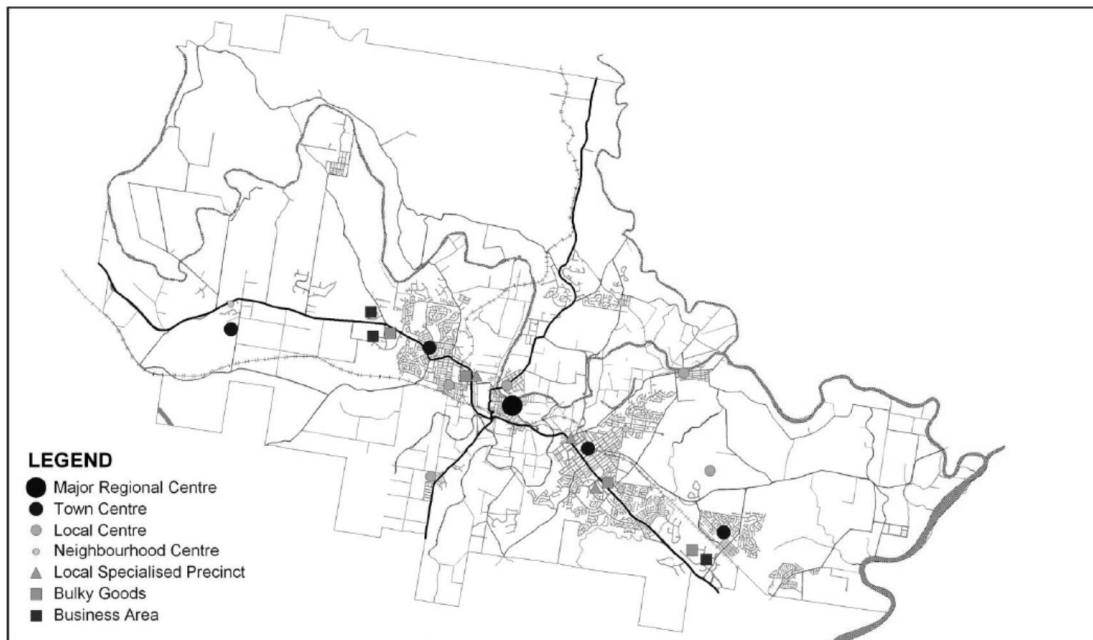 LEGEND
Major Regional Centre
Town Centre
Local Centre
Neighbourhood Centre
Local Specialised Precinct
Bulky Goods
Business Area